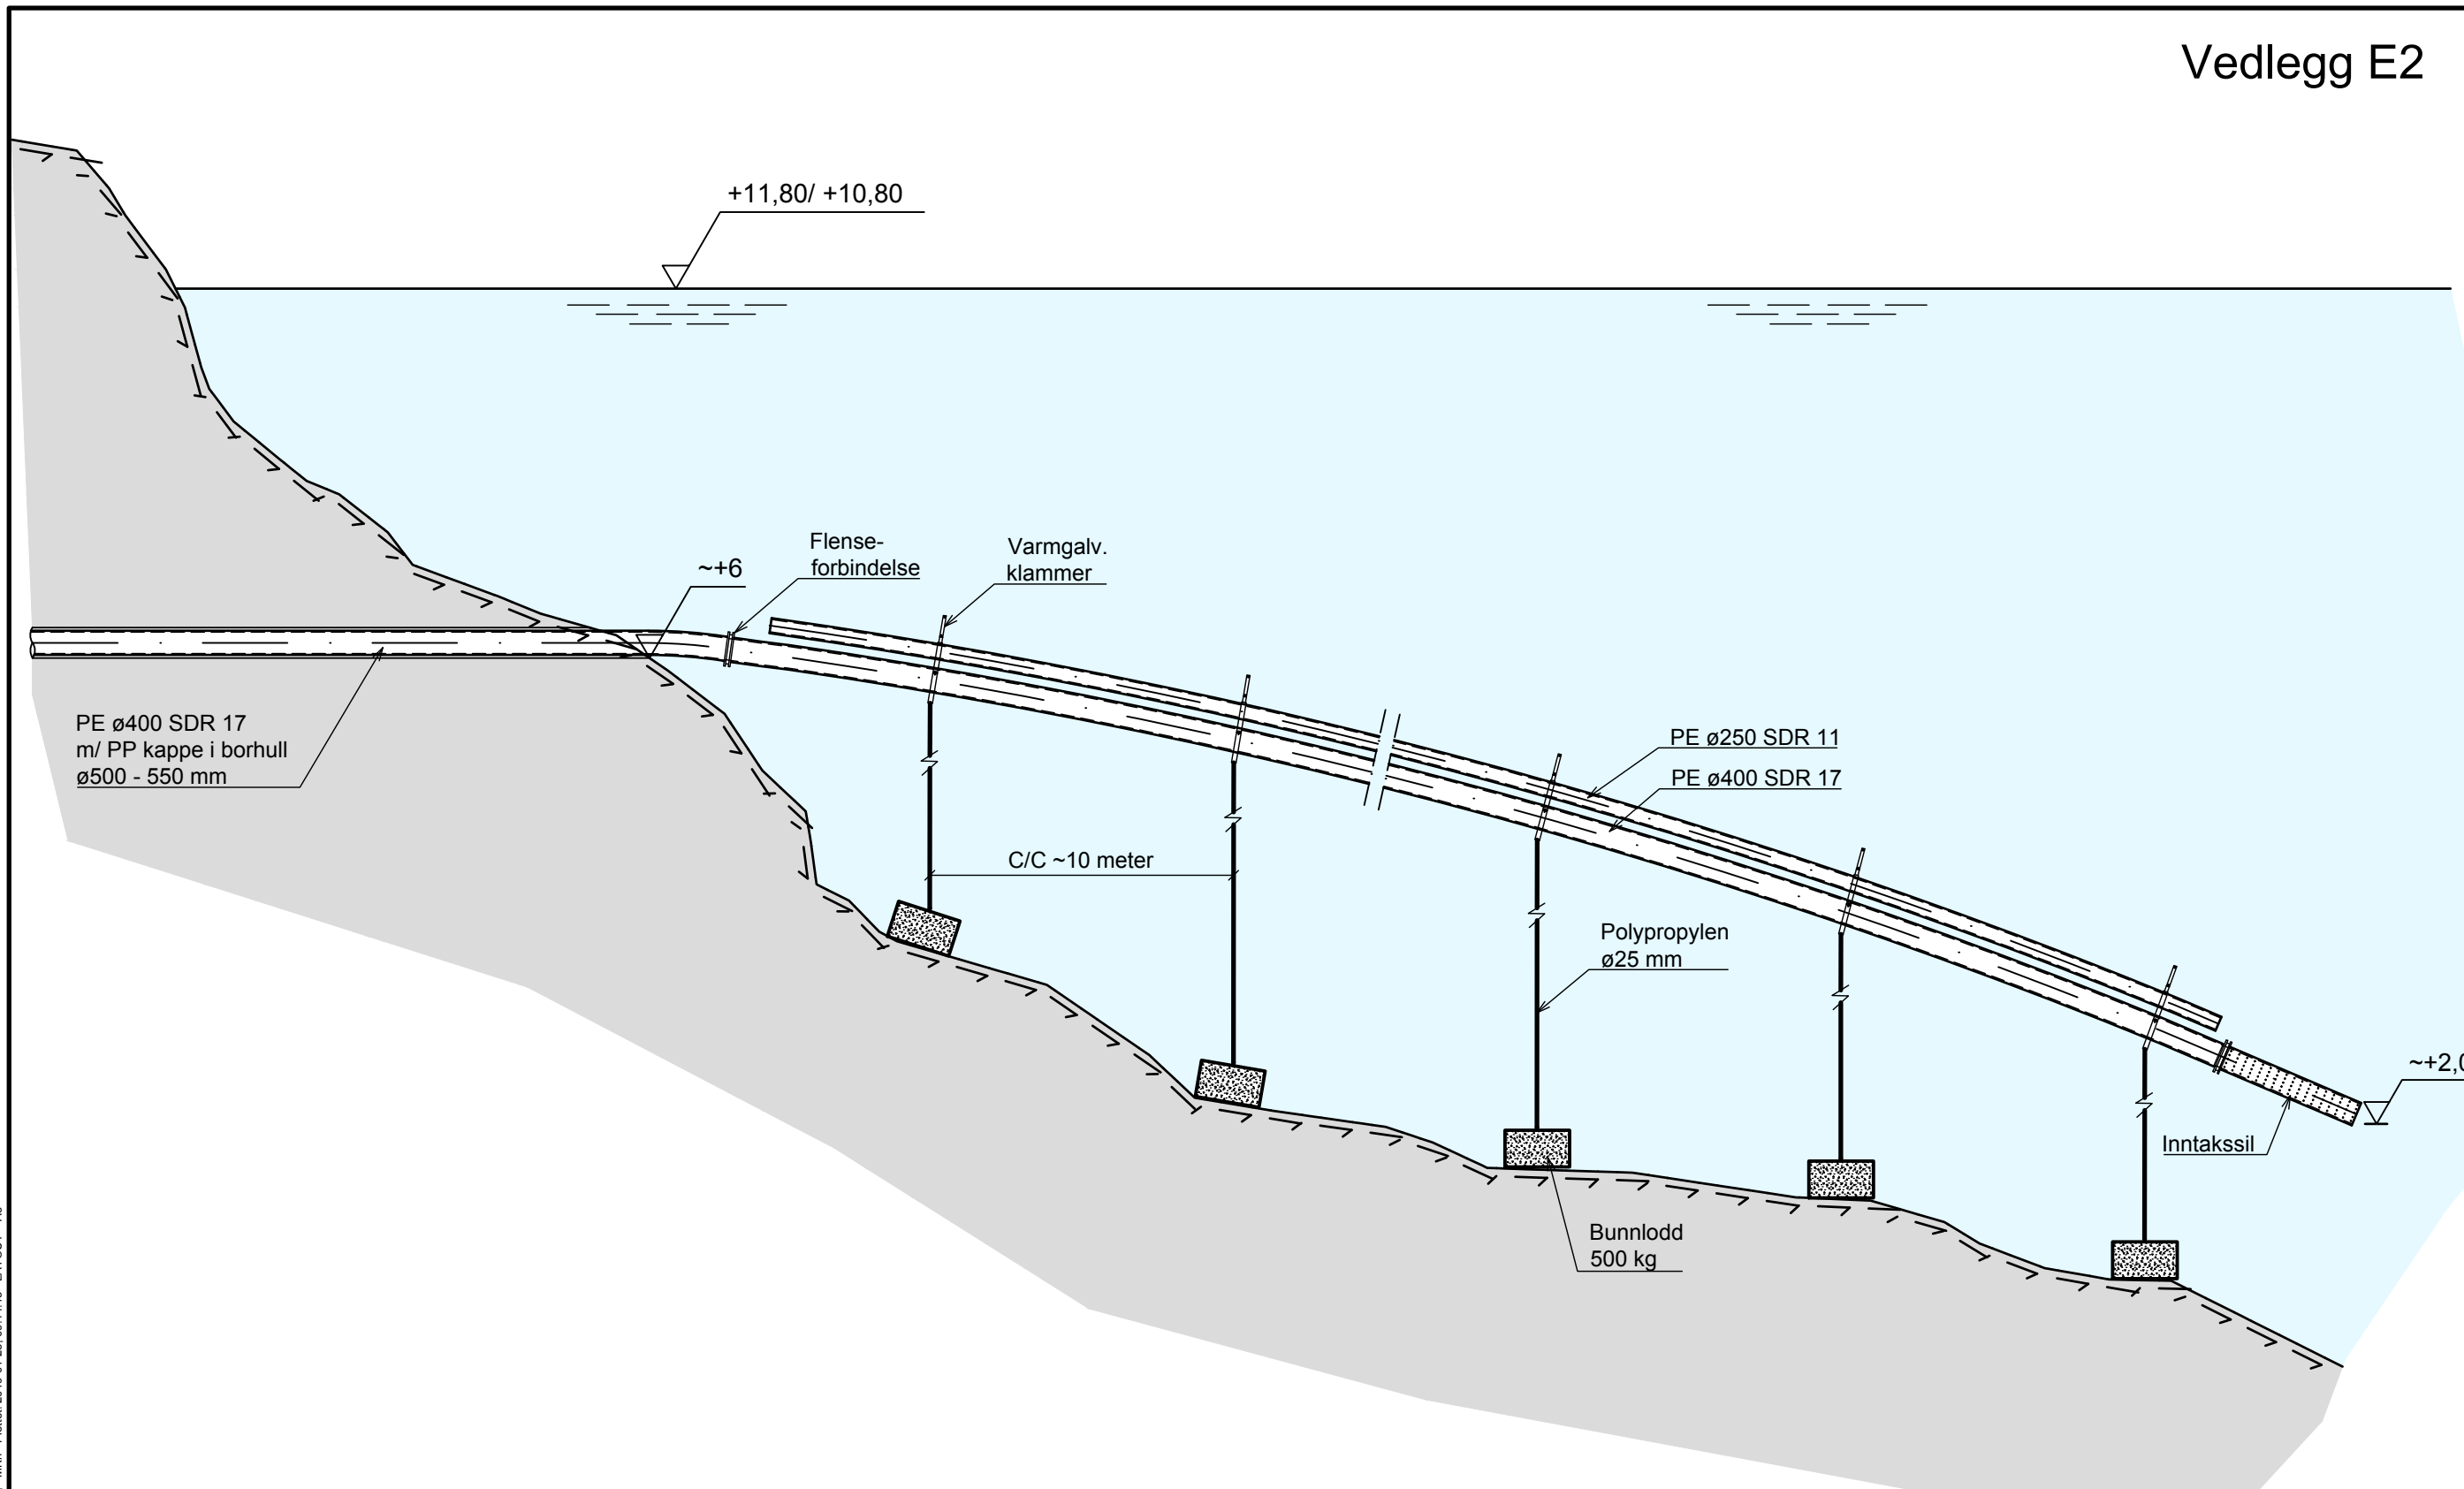 Vedlegg E2
+11,80/ +10,80
Flense-
forbindelse
Varmgalv.
klammer
~+6
PE ø400 SDR 17
m/ PP kappe i borhull
ø500 - 550 mm
PE ø250 SDR 11
PE ø400 SDR 17
C/C ~10 meter
Polypropylen
ø25 mm
~+2,0
Inntakssil
Bunnlodd
500 kg